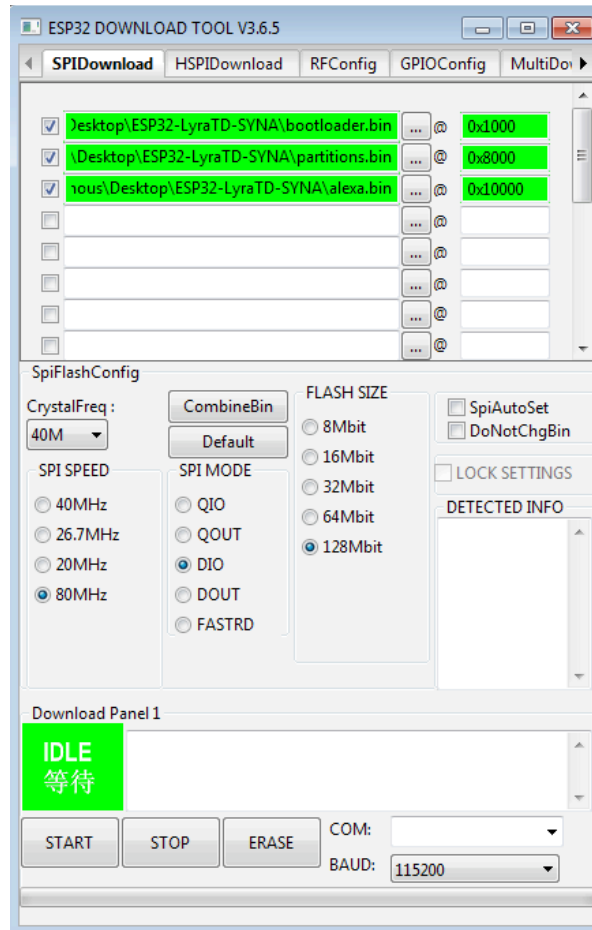 ESP32 DOWNLOAD TOOL V3.6.5
SPIDownload HSPIDownload RFConfig GPIOConfig
Desktop\ESP32-LyraTD-SYNA\bootloader.bin ... @ 0x1000
\Desktop\ESP32-LyraTD-SYNA\partitions.bin ... @ 0x8000
nous\Desktop\ESP32-LyraTD-SYNA\alexa.bin ... @ 0x10000
... @
... @
... @
... @
... @
SpiFlashConfig
CrystalFreq :
40M
CombineBin
Default
SPI SPEED
40MHz
26.7MHz
20MHz
80MHz
SPI MODE
QIO
QOUT
DIO
DOUT
FASTRD
FLASH SIZE
8Mbit
16Mbit
32Mbit
64Mbit
128Mbit
SpiAutoSet
DoNotChgBin
LOCK SETTINGS
DETECTED INFO
Download Panel 1
IDLE
等待
START STOP ERASE
COM:
BAUD: 115200